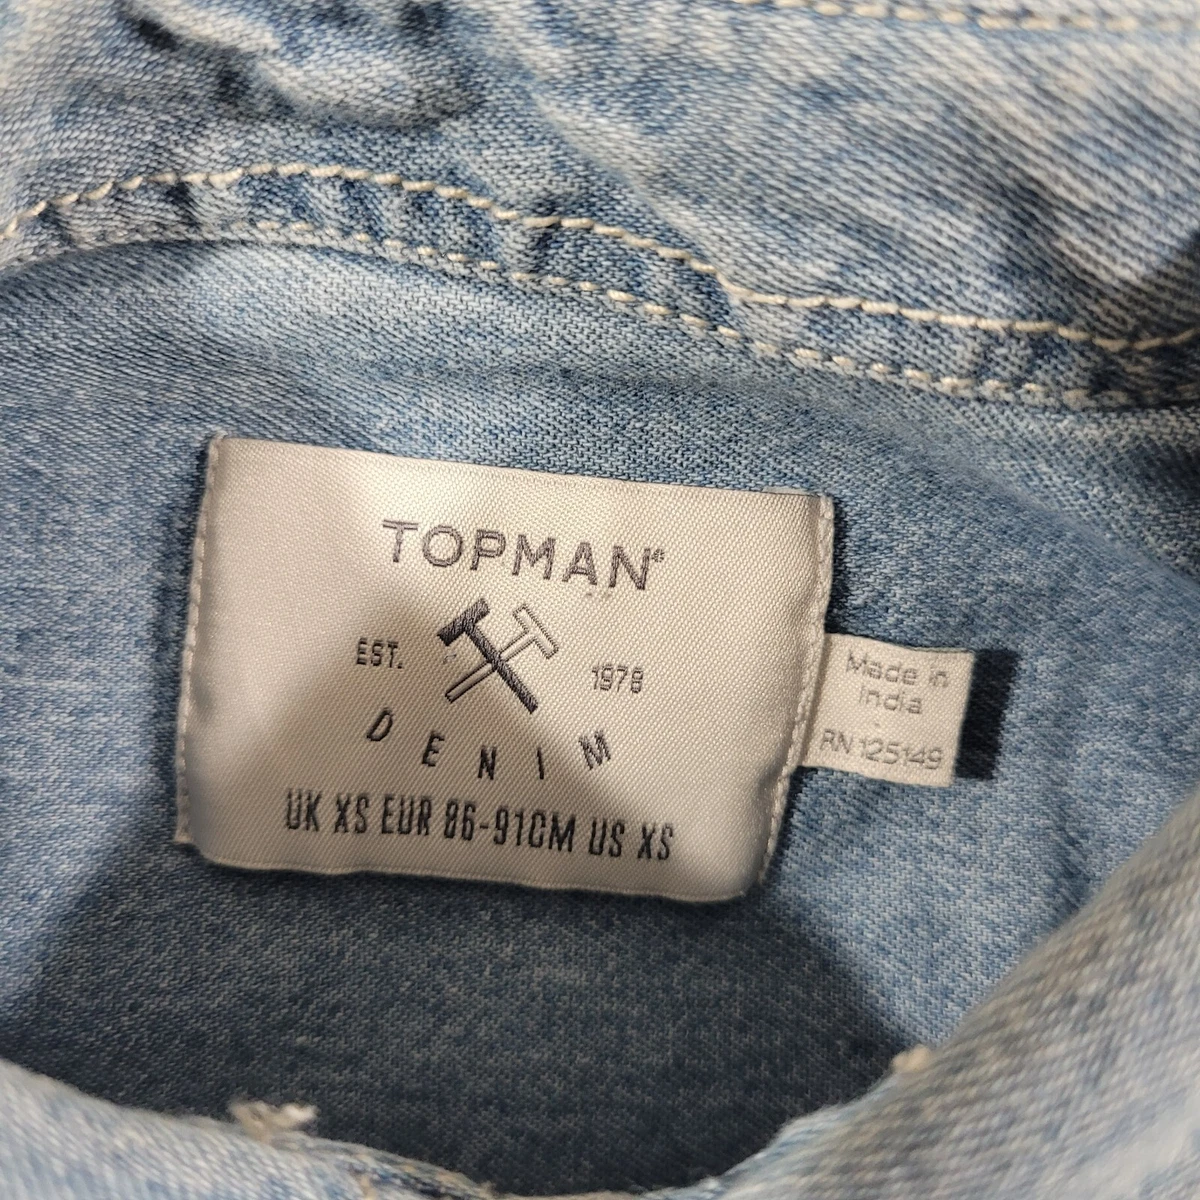 TOPMAN®
EST. 1978
DENIM
UK XS EUR 86-91CM US XS
Made in
India
RN 125149